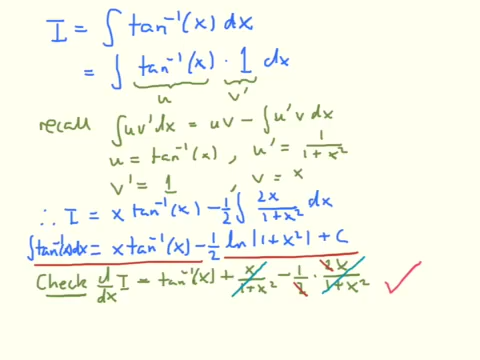 I = ∫ tan⁻¹(x) dx
= ∫ tan⁻¹(x) · 1 dx
u v'
recall ∫uv'dx = uv - ∫u'v dx
u = tan⁻¹(x) , u' = 1/(1+x²)
v' = 1 , v = x
∴ I = x tan⁻¹(x) - 1/2 ∫ 2x/(1+x²) dx
∫tan⁻¹(x)dx = x tan⁻¹(x) - 1/2 ln|1+x²| + C
Check d/dx I = tan⁻¹(x) + x/(1+x²) - 1/2 · 2x/(1+x²) ✓